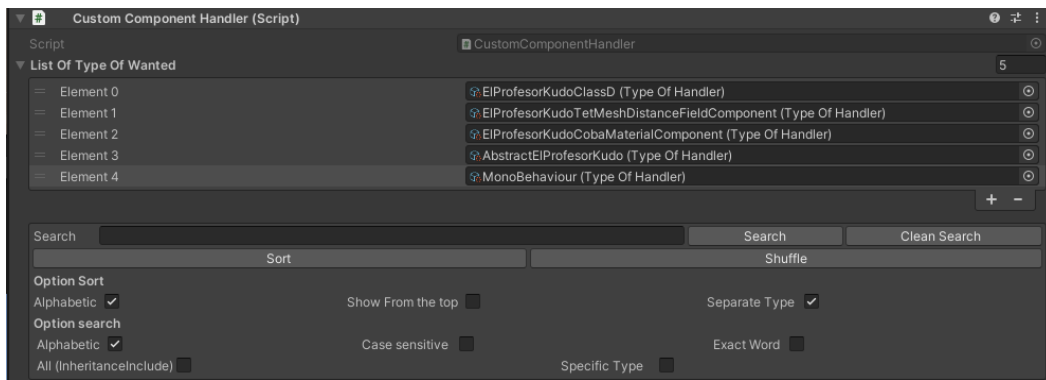 # Custom Component Handler (Script)
Script CustomComponentHandler
List Of Type Of Wanted 5
Element 0 ElProfesorKudoClassD (Type Of Handler)
Element 1 ElProfesorKudoTetMeshDistanceFieldComponent (Type Of Handler)
Element 2 ElProfesorKudoCobaMaterialComponent (Type Of Handler)
Element 3 AbstractElProfesorKudo (Type Of Handler)
Element 4 MonoBehaviour (Type Of Handler)
+ -
Search Search Clean Search
Sort Shuffle
Option Sort
Alphabetic Show From the top Separate Type
Option search
Alphabetic Case sensitive Exact Word
All (InheritanceInclude) Specific Type